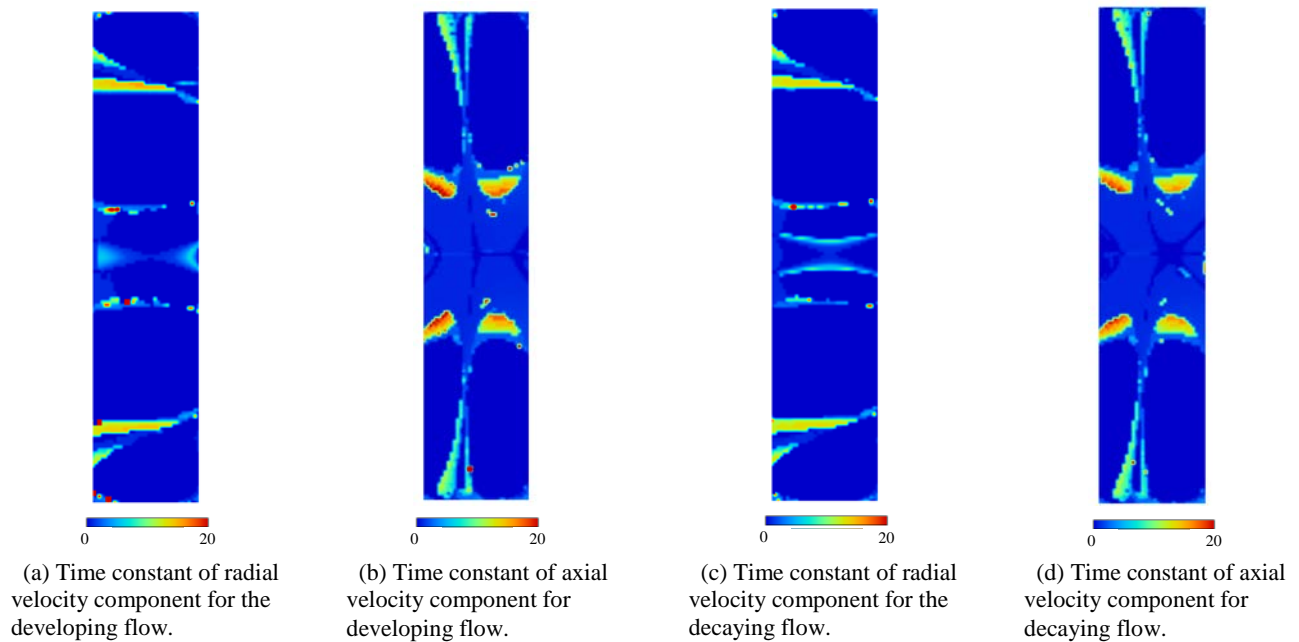 0 20
0 20
0 20
0 20
(a) Time constant of radial
velocity component for the
developing flow.
(b) Time constant of axial
velocity component for
developing flow.
(c) Time constant of radial
velocity component for the
decaying flow.
(d) Time constant of axial
velocity component for
decaying flow.